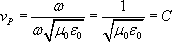 v_P = ϖ / (ϖ√(μ₀ε₀)) = 1 / √(μ₀ε₀) = C